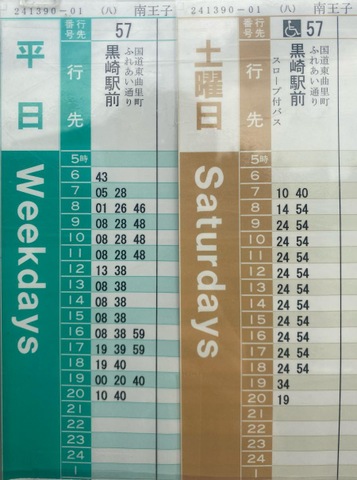 241390-01 (八) 南王子
平日
Weekdays
番号 行先
57
行先
黒崎駅前
国道東曲里町
ふれあい通り
5時
6 43
7 05 28
8 01 26 46
9 08 28 48
10 08 28 48
11 08 28 48
12 13 38
13 08 38
14 08 38
15 08 38
16 08 38 59
17 19 39 59
18 19 40
19 00 20 40
20 10 40
21
22
23
24
1
241390-01 (八) 南王子
土曜日
Saturdays
番号 行先
57
行先
黒崎駅前
国道東曲里町
ふれあい通り
スロープ付バス
5時
6
7 10 40
8 14 54
9 24 54
10 24 54
11 24 54
12 24 54
13 24 54
14 24 54
15 24 54
16 24 54
17 24 54
18 24 54
19 34
20 19
21
22
23
24
1